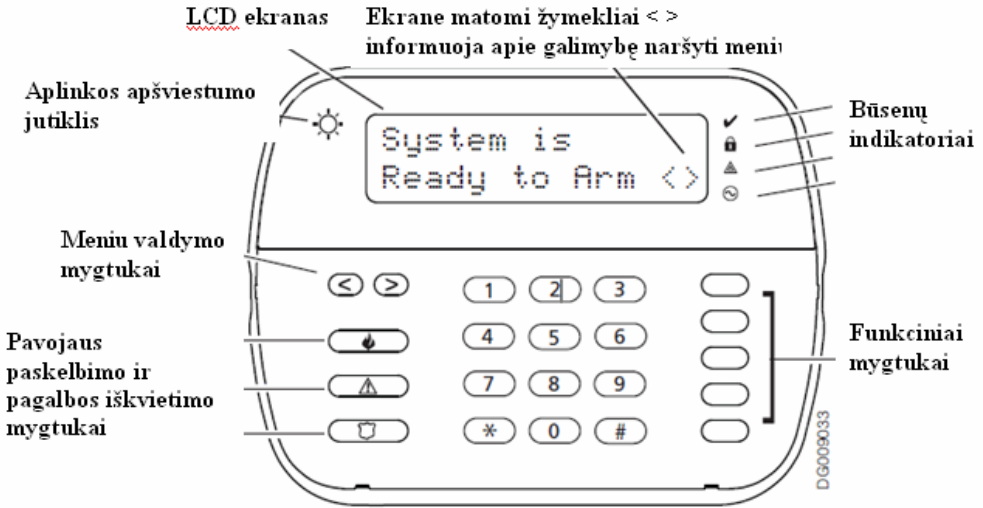 LCD ekranas
Ekrane matomi žymekliai < >
informuoja apie galimybę naršyti meniu
Aplinkos apšviestumo
jutiklis
System is
Ready to Arm <>
Būsenų
indikatoriai
Meniu valdymo
mygtukai
< >
1 2 3
4 5 6
7 8 9
* 0 #
Pavojaus
paskelbimo ir
pagalbos iškvietimo
mygtukai
Funkciniai
mygtukai
DG009033